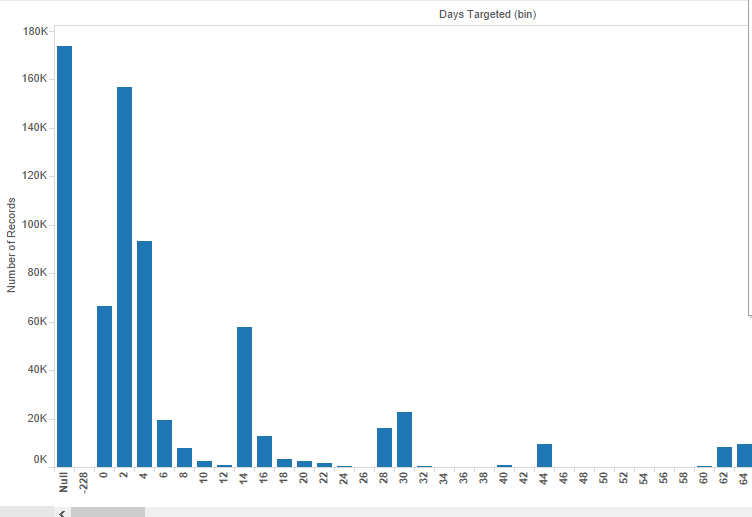 Days Targeted (bin)
180K
160K
140K
120K
100K
80K
60K
40K
20K
0K
Number of Records
Null -228 0 2 4 6 8 10 12 14 16 18 20 22 24 26 28 30 32 34 36 38 40 42 44 46 48 50 52 54 56 58 60 62 64